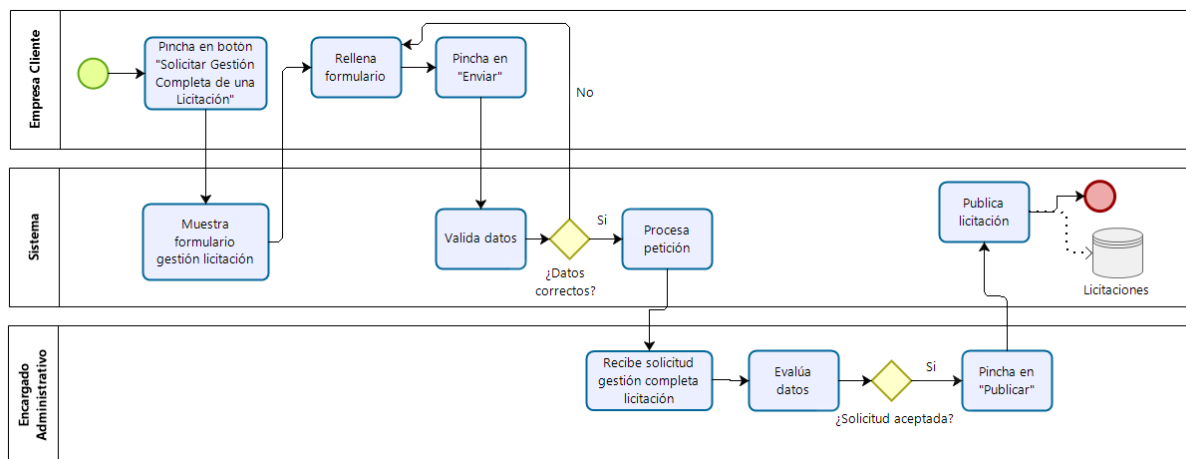 Empresa Cliente
Pincha en botón
"Solicitar Gestión
Completa de una
Licitación"
Rellena
formulario
Pincha en
"Enviar"
No
Sistema
Muestra
formulario
gestión licitación
Valida datos
¿Datos
correctos?
Si
Procesa
petición
Publica
licitación
Licitaciones
Encargado
Administrativo
Recibe solicitud
gestión completa
licitación
Evalúa
datos
¿Solicitud aceptada?
Si
Pincha en
"Publicar"